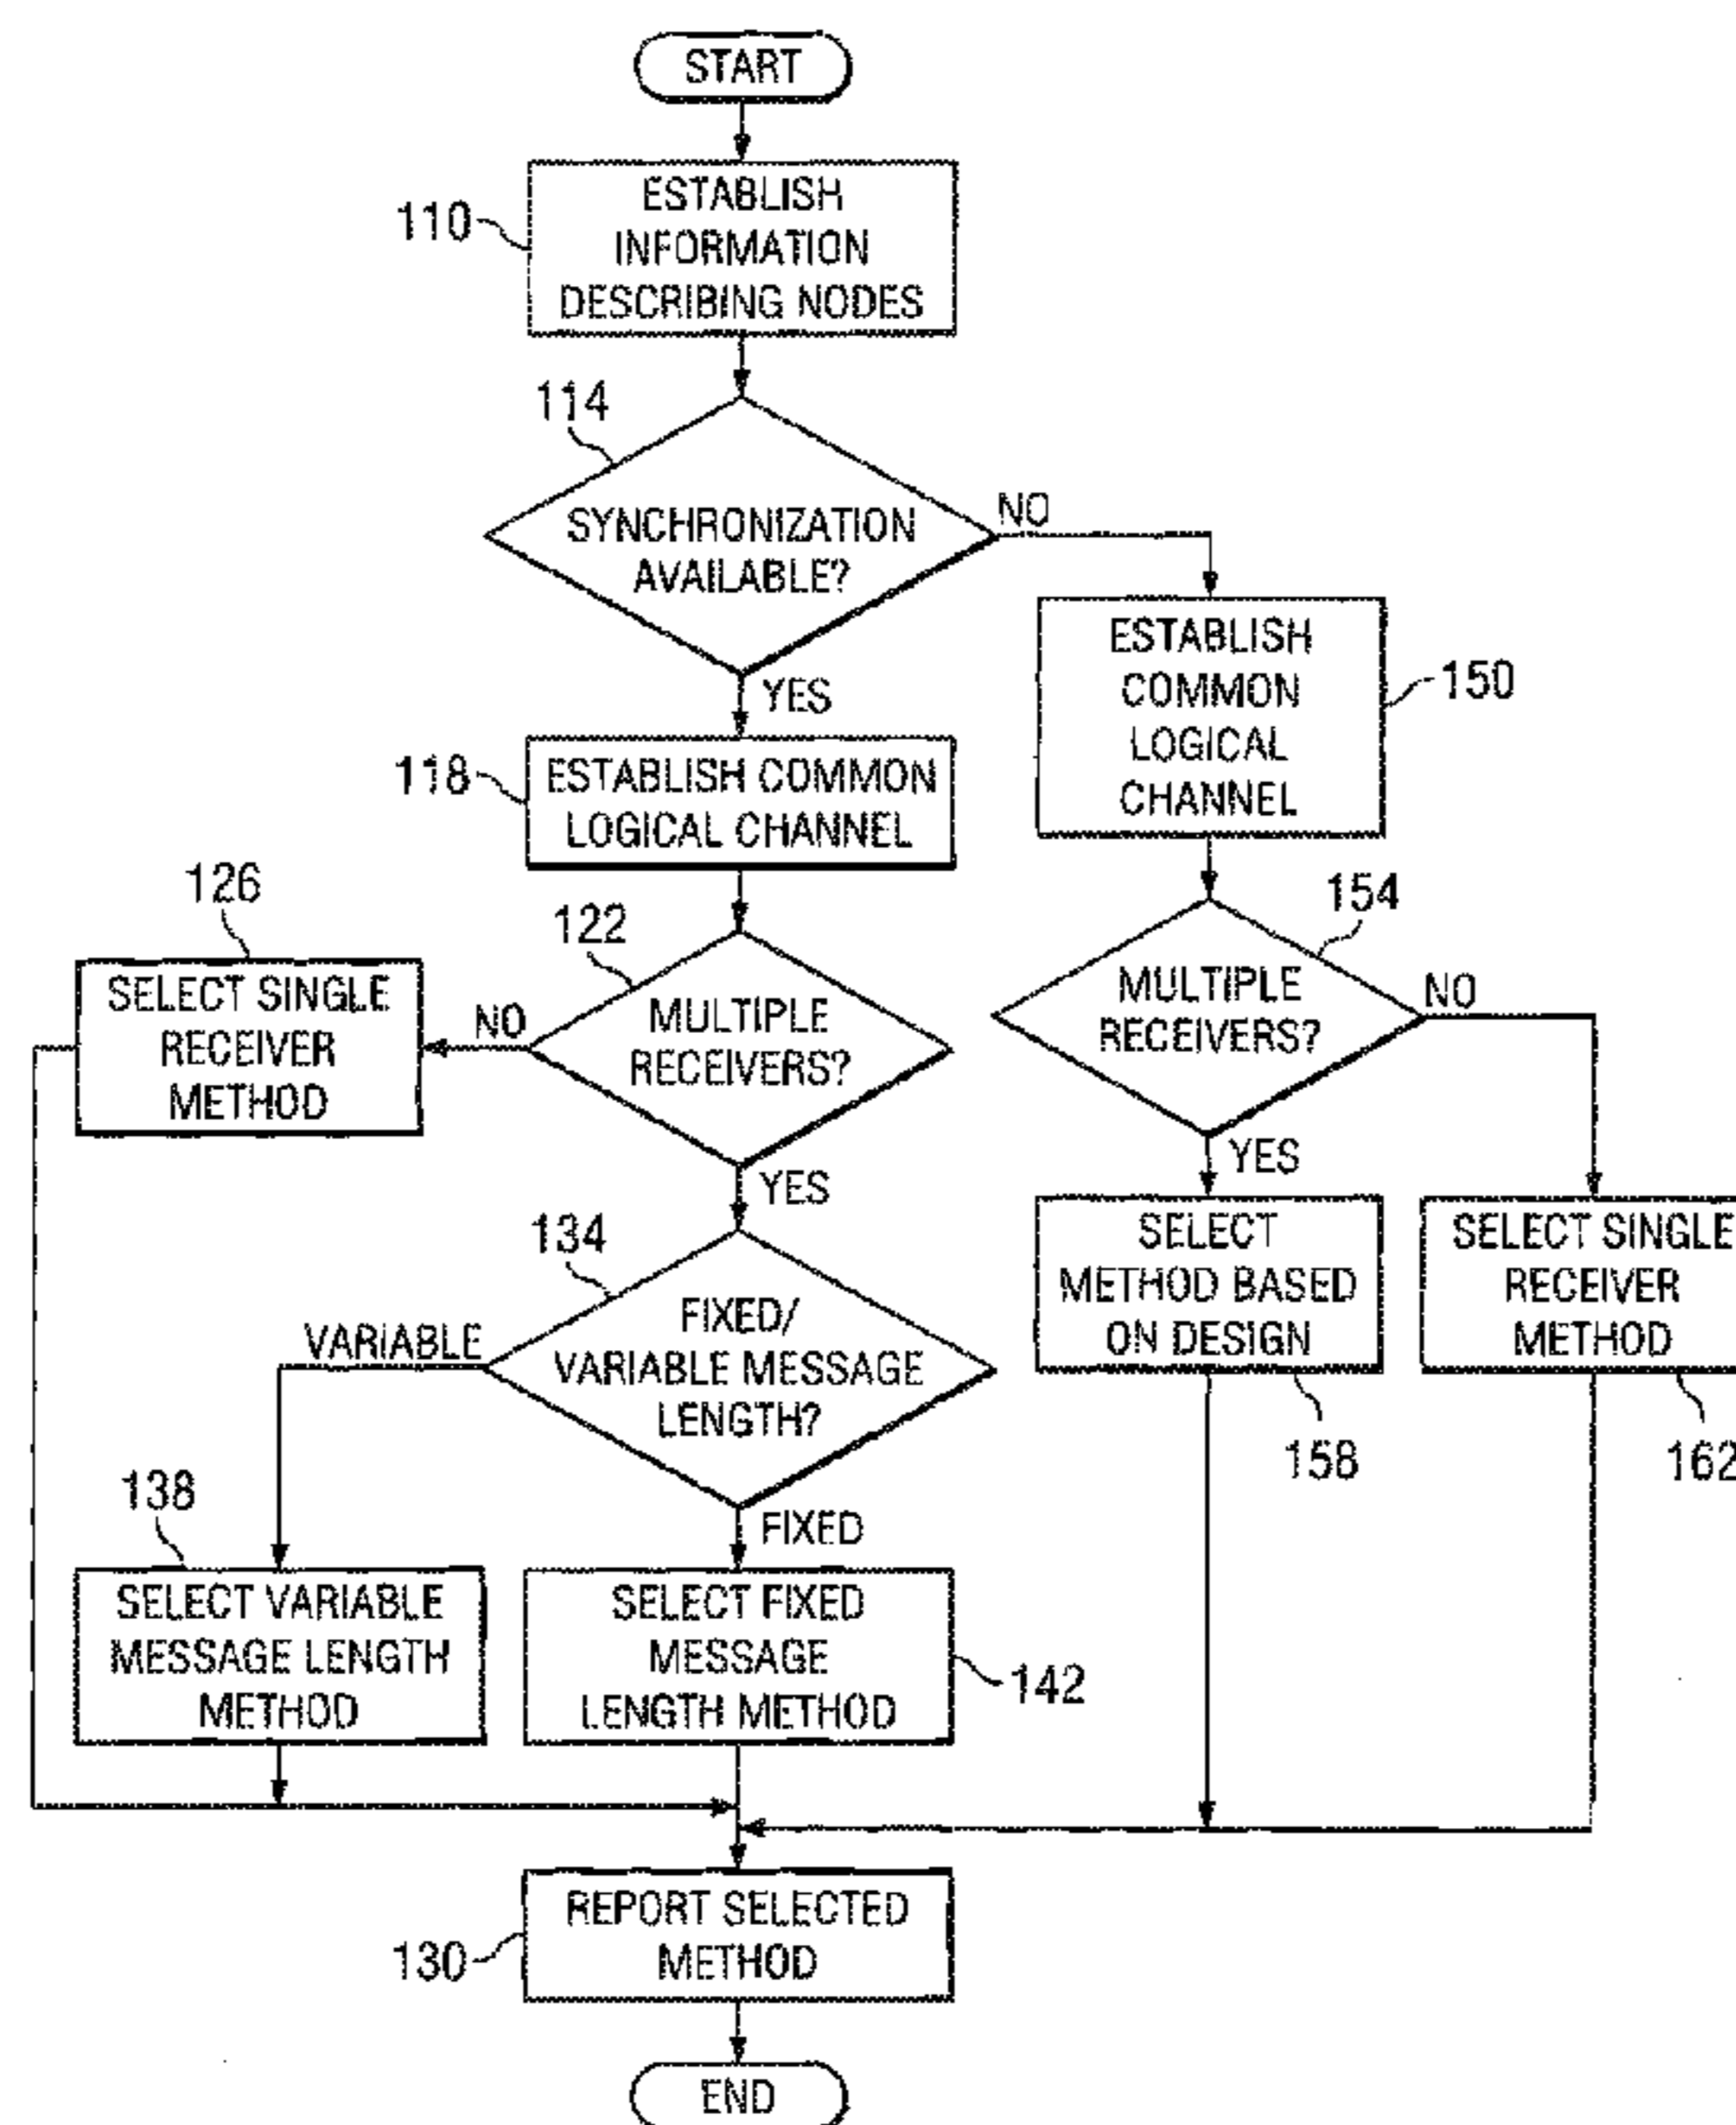 START
110
ESTABLISH
INFORMATION
DESCRIBING NODES
114
SYNCHRONIZATION
AVAILABLE?
NO
YES
ESTABLISH
COMMON
LOGICAL
CHANNEL
150
118
ESTABLISH COMMON
LOGICAL CHANNEL
126
SELECT SINGLE
RECEIVER
METHOD
122
NO
MULTIPLE
RECEIVERS?
YES
154
MULTIPLE
RECEIVERS?
NO
YES
134
FIXED/
VARIABLE MESSAGE
LENGTH?
VARIABLE
FIXED
SELECT
METHOD BASED
ON DESIGN
158
SELECT SINGLE
RECEIVER
METHOD
162
138
SELECT VARIABLE
MESSAGE LENGTH
METHOD
SELECT FIXED
MESSAGE
LENGTH METHOD
142
130
REPORT SELECTED
METHOD
END